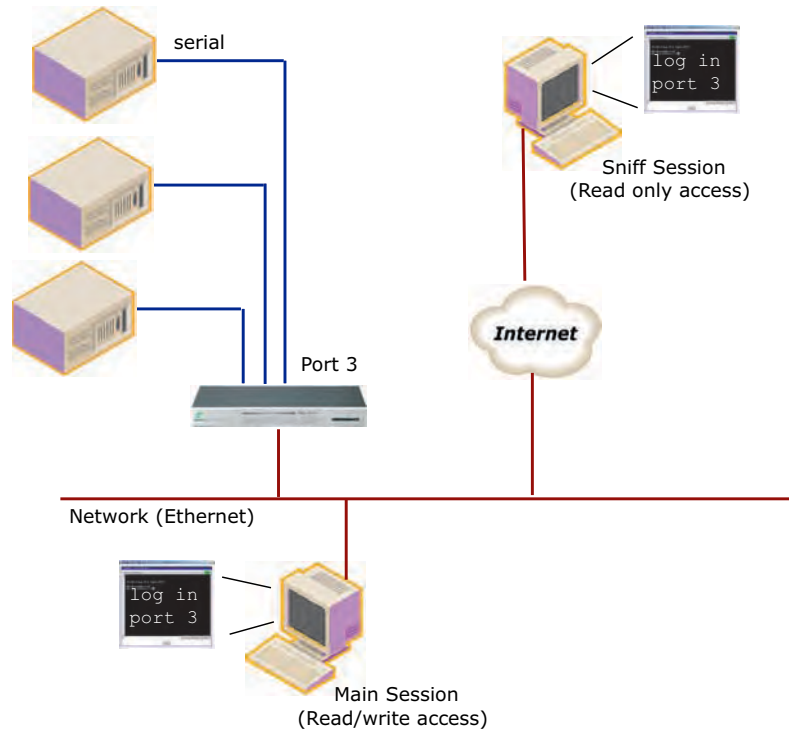 serial
log in
port 3
Sniff Session
(Read only access)
Internet
Port 3
Network (Ethernet)
log in
port 3
Main Session
(Read/write access)